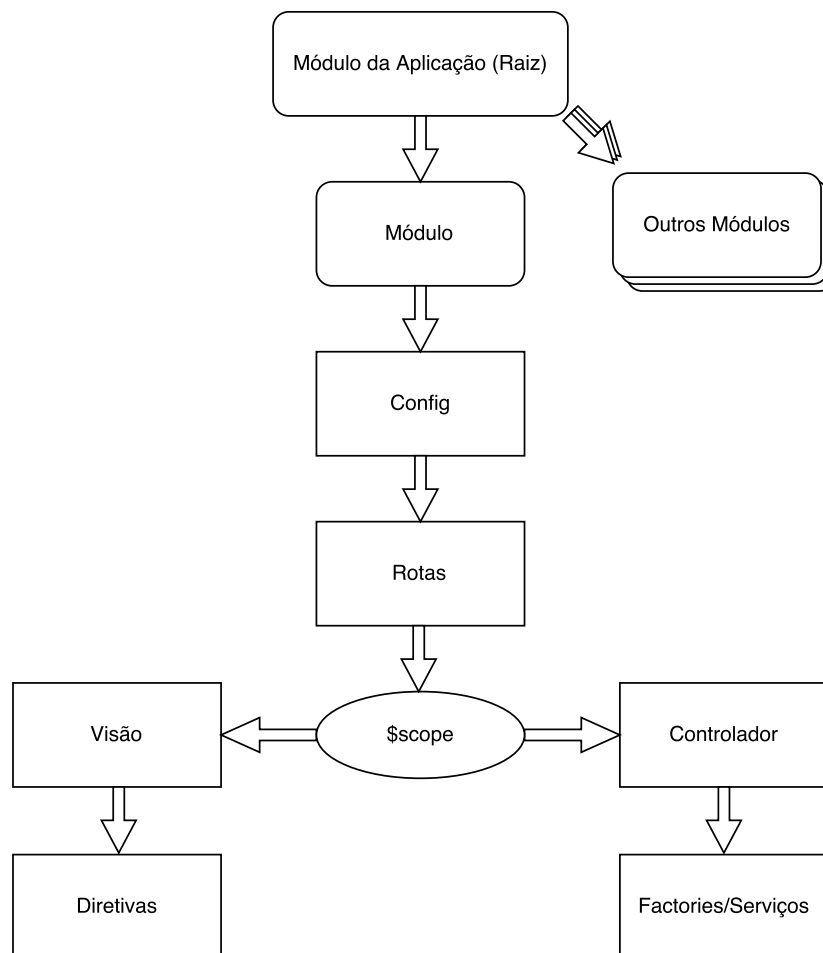 Módulo da Aplicação (Raiz)
Módulo
Outros Módulos
Config
Rotas
Visão
$scope
Controlador
Diretivas
Factories/Serviços